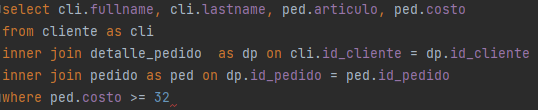 select cli.fullname, cli.lastname, ped.articulo, ped.costo
from cliente as cli
inner join detalle_pedido  as dp on cli.id_cliente = dp.id_cliente
inner join pedido as ped on dp.id_pedido = ped.id_pedido
where ped.costo >= 32